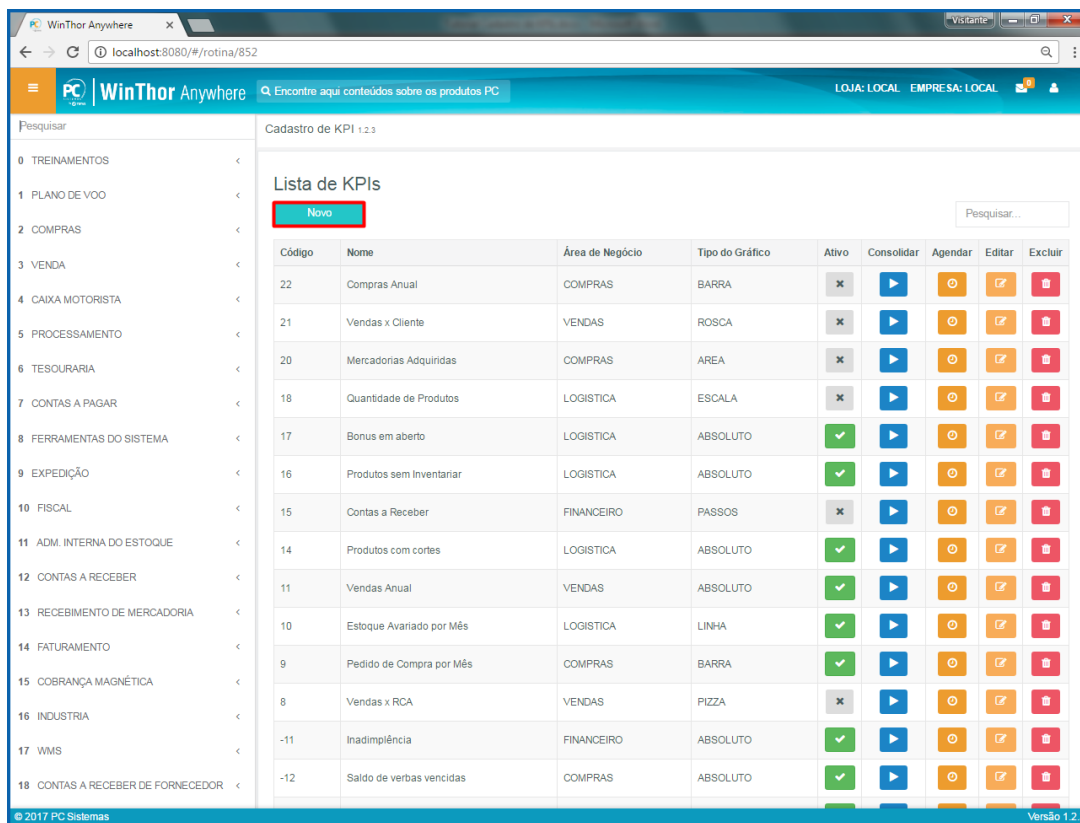 WinThor Anywhere
Visitante
localhost:8080/#/rotina/852
PC | WinThor Anywhere
Encontre aqui conteúdos sobre os produtos PC
LOJA: LOCAL EMPRESA: LOCAL
0
Pesquisar
Cadastro de KPI 1.2.3
0 TREINAMENTOS
1 PLANO DE VOO
2 COMPRAS
3 VENDA
4 CAIXA MOTORISTA
5 PROCESSAMENTO
6 TESOURARIA
7 CONTAS A PAGAR
8 FERRAMENTAS DO SISTEMA
9 EXPEDIÇÃO
10 FISCAL
11 ADM. INTERNA DO ESTOQUE
12 CONTAS A RECEBER
13 RECEBIMENTO DE MERCADORIA
14 FATURAMENTO
15 COBRANÇA MAGNÉTICA
16 INDUSTRIA
17 WMS
18 CONTAS A RECEBER DE FORNECEDOR
Lista de KPIs
Novo
Pesquisar...
Código Nome Área de Negócio Tipo do Gráfico Ativo Consolidar Agendar Editar Excluir
22 Compras Anual COMPRAS BARRA
21 Vendas x Cliente VENDAS ROSCA
20 Mercadorias Adquiridas COMPRAS AREA
18 Quantidade de Produtos LOGISTICA ESCALA
17 Bonus em aberto LOGISTICA ABSOLUTO
16 Produtos sem Inventariar LOGISTICA ABSOLUTO
15 Contas a Receber FINANCEIRO PASSOS
14 Produtos com cortes LOGISTICA ABSOLUTO
11 Vendas Anual VENDAS ABSOLUTO
10 Estoque Avariado por Mês LOGISTICA LINHA
9 Pedido de Compra por Mês COMPRAS BARRA
8 Vendas x RCA VENDAS PIZZA
-11 Inadimplência FINANCEIRO ABSOLUTO
-12 Saldo de verbas vencidas COMPRAS ABSOLUTO
© 2017 PC Sistemas
Versão 1.2.